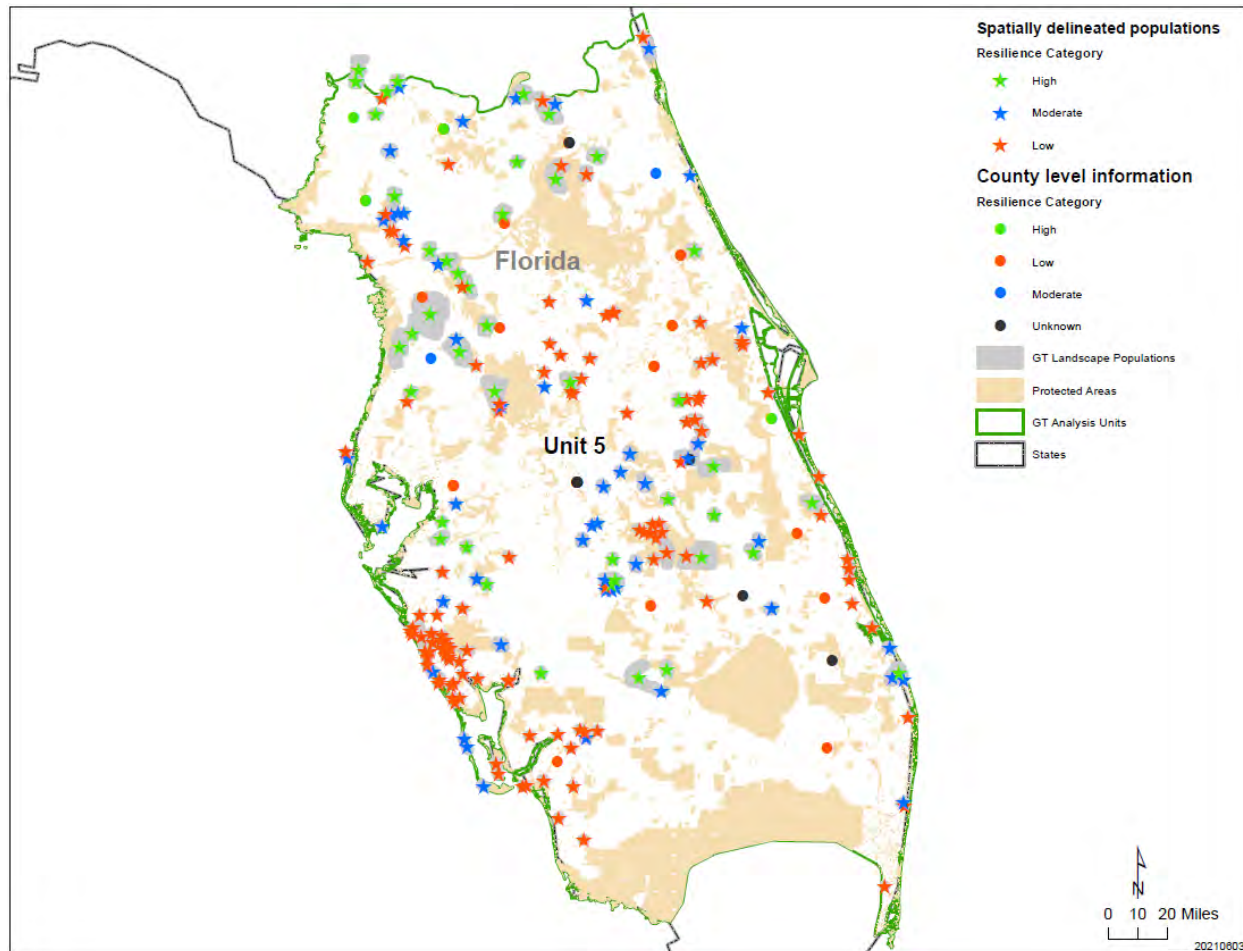 Spatially delineated populations
Resilience Category
High
Moderate
Low
County level information
Resilience Category
High
Low
Moderate
Unknown
GT Landscape Populations
Protected Areas
GT Analysis Units
States
Florida
Unit 5
N
0 10 20 Miles
20210603